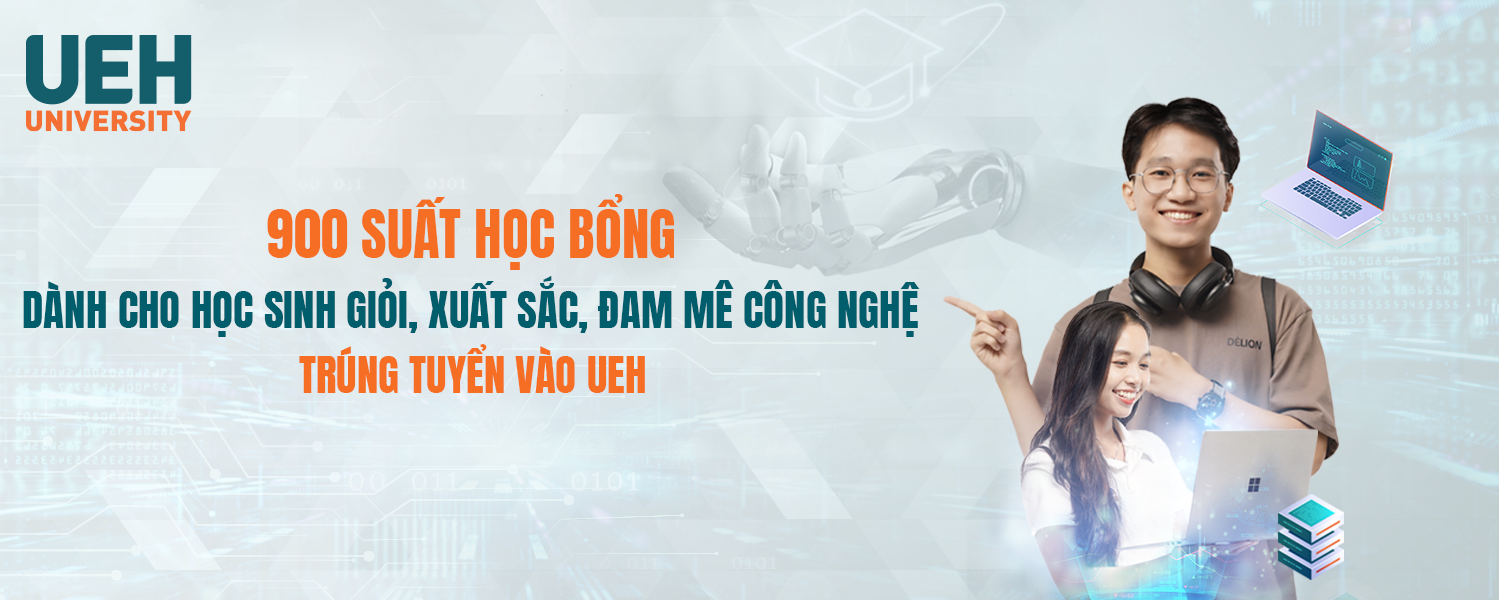 UEH
UNIVERSITY
900 SUẤT HỌC BỔNG
DÀNH CHO HỌC SINH GIỎI, XUẤT SẮC, ĐAM MÊ CÔNG NGHỆ
TRÚNG TUYỂN VÀO UEH
DELION